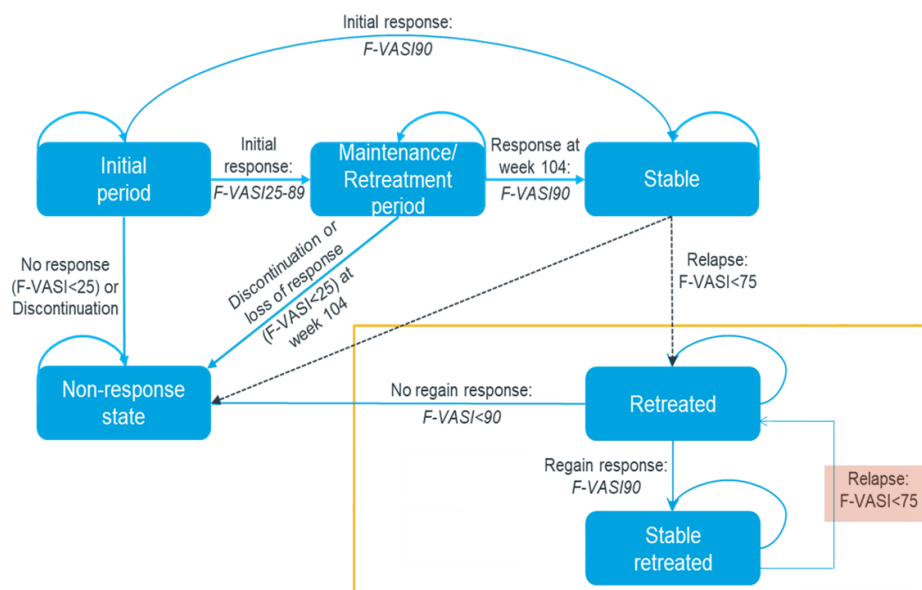 Initial response:
F-VASI90
Initial
period
Initial
response:
F-VASI25-89
Maintenance/
Retreatment
period
Response at
week 104:
F-VASI90
Stable
No response
(F-VASI<25) or
Discontinuation
Discontinuation or
loss of response
(F-VASI<25) at
week 104
Relapse:
F-VASI<75
Non-response
state
No regain response:
F-VASI<90
Retreated
Regain response:
F-VASI90
Relapse:
F-VASI<75
Stable
retreated